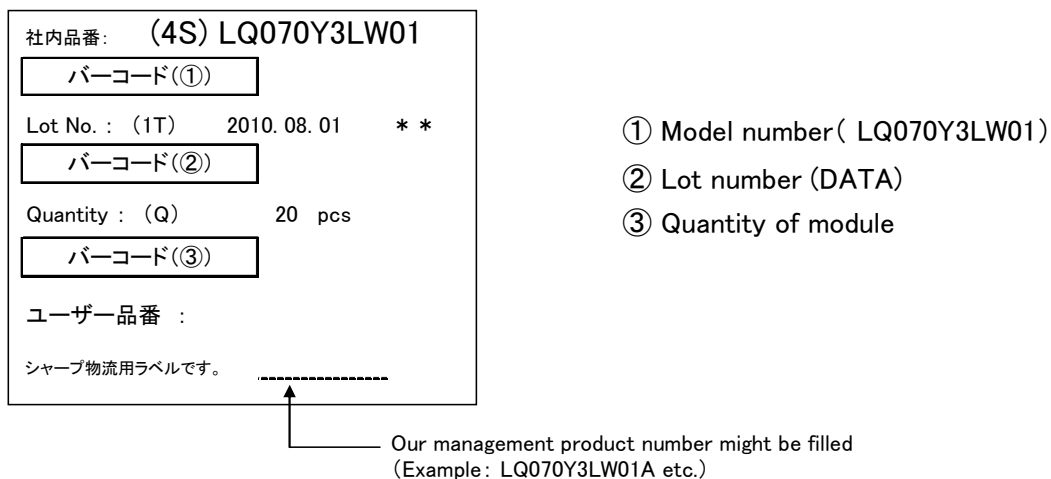 社内品番: (4S) LQ070Y3LW01
バーコード(①)
Lot No. : (1T) 2010. 08. 01 * *
バーコード(②)
Quantity : (Q) 20 pcs
バーコード(③)
ユーザー品番 :
シャープ物流用ラベルです。
① Model number( LQ070Y3LW01)
② Lot number (DATA)
③ Quantity of module
Our management product number might be filled
(Example: LQ070Y3LW01A etc.)